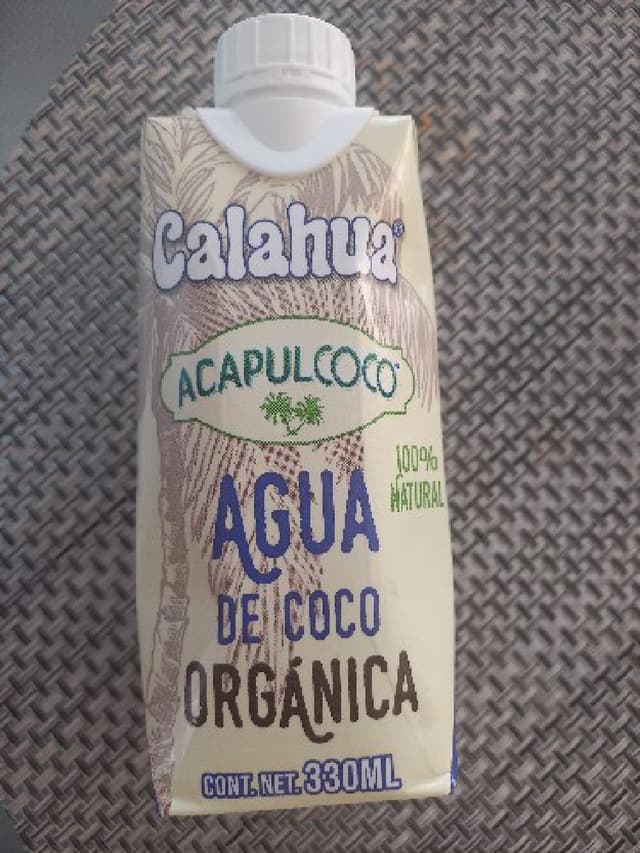 Calahua®
ACAPULCOCO
100%
NATURAL
AGUA
DE COCO
ORGÁNICA
CONT. NET. 330ML